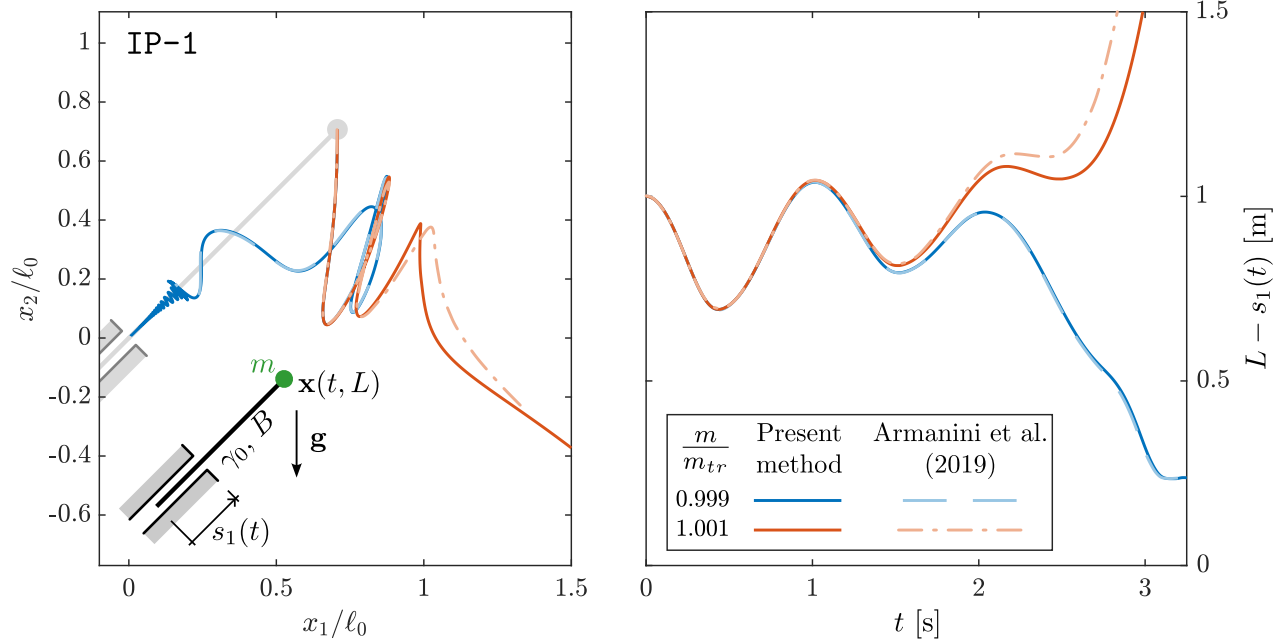 IP-1
1
0.8
0.6
0.4
0.2
0
-0.2
-0.4
-0.6
x₂/ℓ₀
0
0.5
1
1.5
x₁/ℓ₀
m
x(t, L)
γ₀, B
g
s₁(t)
1.5
1
0.5
0
L − s₁(t) [m]
0
1
2
3
t [s]
m/mₜᵣ Present method Armanini et al. (2019)
0.999
1.001